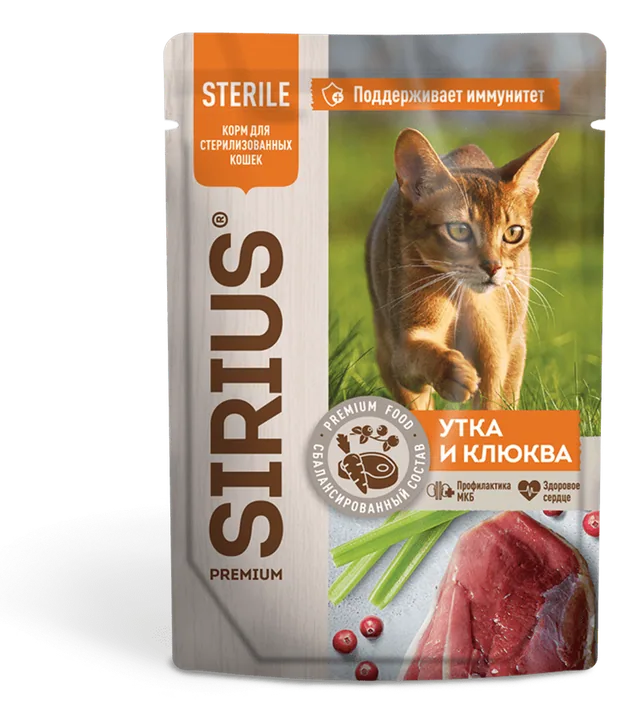 STERILE
КОРМ ДЛЯ
СТЕРИЛИЗОВАННЫХ
КОШЕК
Поддерживает иммунитет
SIRIUS®
PREMIUM
PREMIUM FOOD
СБАЛАНСИРОВАННЫЙ СОСТАВ
УТКА
И КЛЮКВА
Профилактика
МКБ
Здоровое
сердце